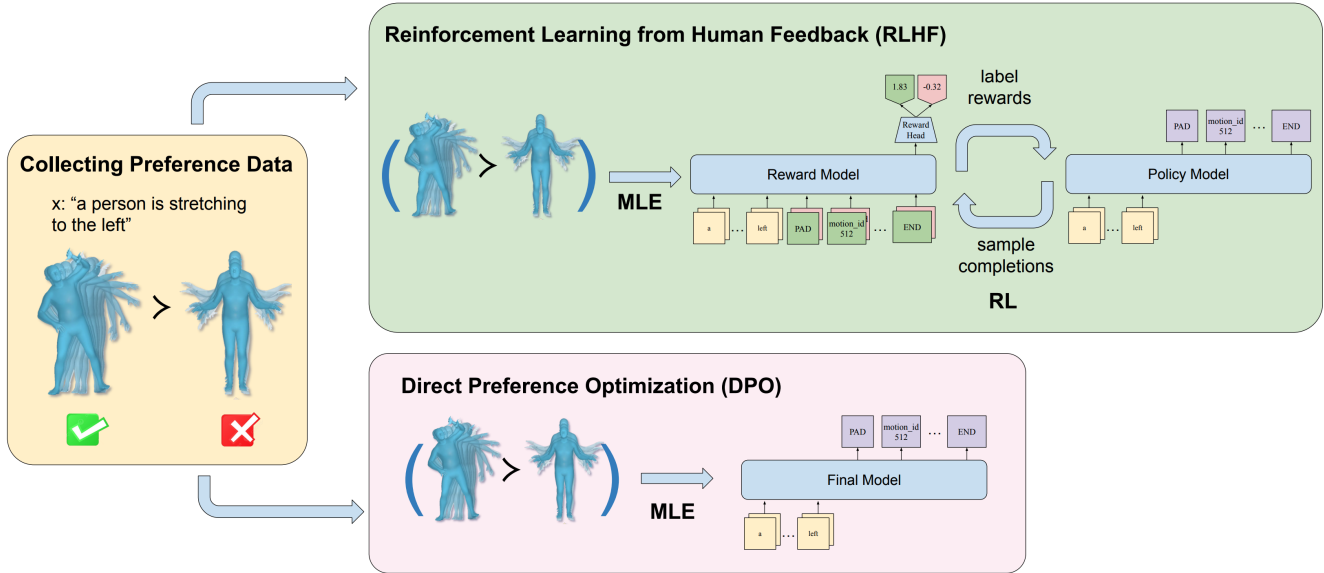 Reinforcement Learning from Human Feedback (RLHF)
1.83
-0.32
Reward
Head
label
rewards
PAD
motion_id
512
...
END
MLE
Reward Model
Policy Model
a
...
left
PAD
motion_id
512
...
END
a
...
left
sample
completions
RL
Collecting Preference Data
x: “a person is stretching
to the left”
≻
≻
Direct Preference Optimization (DPO)
(
≻
)
MLE
PAD
motion_id
512
...
END
Final Model
a
...
left